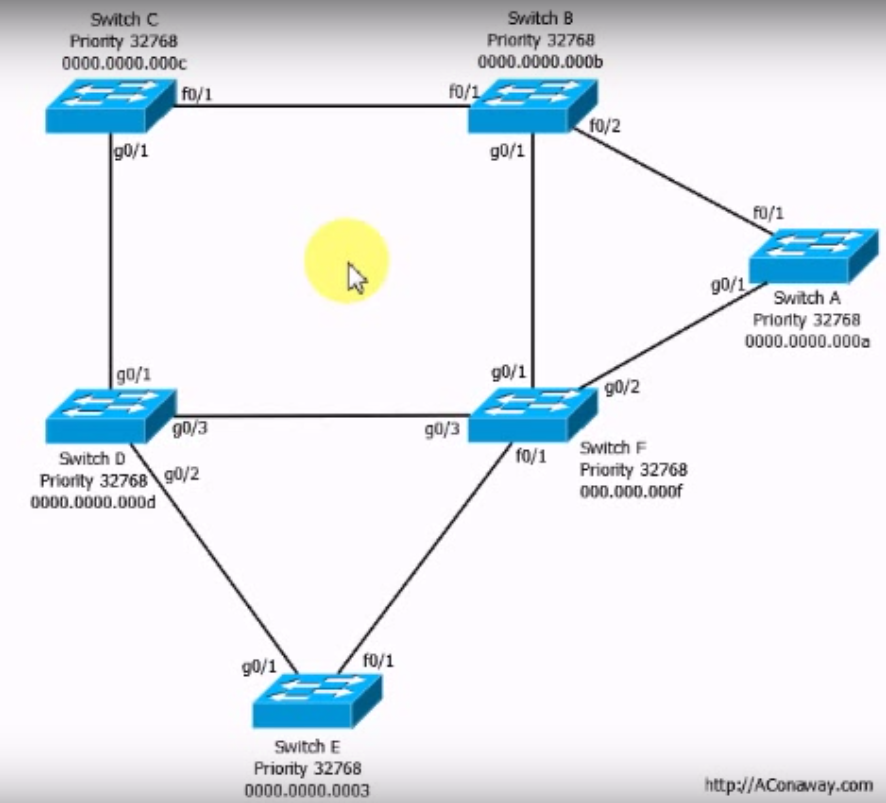 Switch C
Priority 32768
0000.0000.000c
Switch B
Priority 32768
0000.0000.000b
f0/1
f0/1
g0/1
g0/1
f0/2
f0/1
g0/1
Switch A
Priority 32768
0000.0000.000a
g0/1
g0/1
g0/2
g0/3
g0/3
Switch D
Priority 32768
0000.0000.000d
g0/2
f0/1
Switch F
Priority 32768
000.000.000f
g0/1
f0/1
Switch E
Priority 32768
0000.0000.0003
http://AConaway.com